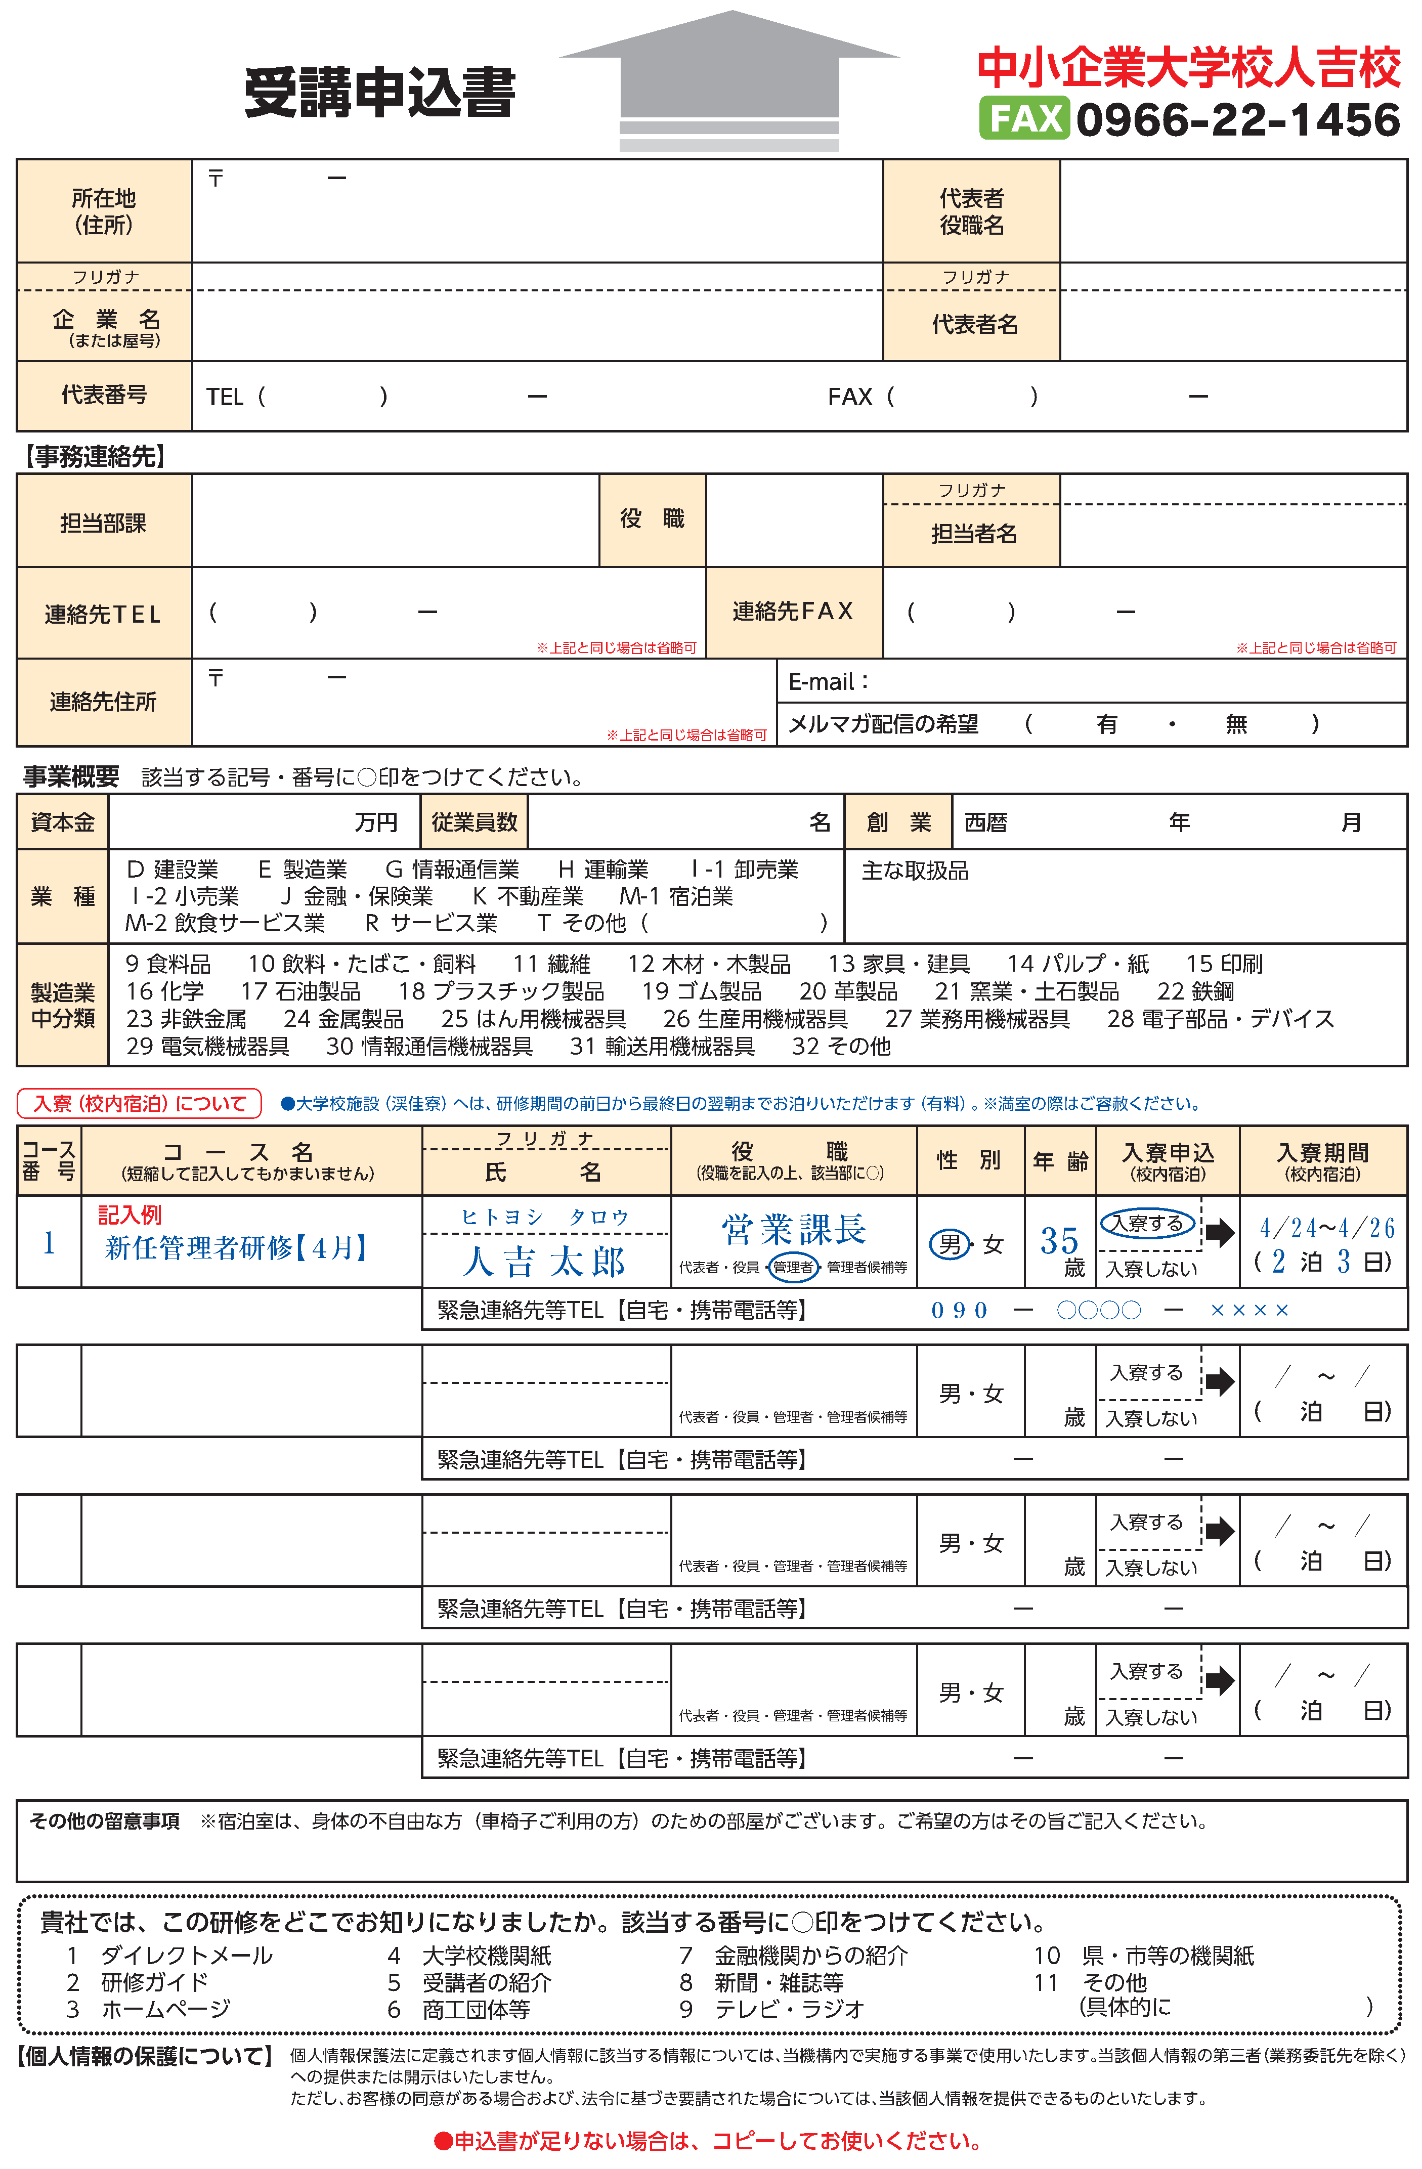 受講申込書
中小企業大学校人吉校
FAX 0966-22-1456
所在地
(住所)
〒 ー
代表者
役職名
フリガナ
企業名
(または屋号)
フリガナ
代表者名
代表番号 TEL ( ) ー FAX ( ) ー
【事務連絡先】
担当部課
役職
フリガナ
担当者名
連絡先TEL ( ) ー
※上記と同じ場合は省略可
連絡先FAX ( ) ー
※上記と同じ場合は省略可
連絡先住所
〒 ー
※上記と同じ場合は省略可
E-mail：
メルマガ配信の希望 ( 有 ・ 無 )
事業概要 該当する記号・番号に○印をつけてください。
資本金 万円 従業員数 名 創業 西暦 年 月
業種
D 建設業 E 製造業 G 情報通信業 H 運輸業 I-1 卸売業
I-2 小売業 J 金融・保険業 K 不動産業 M-1 宿泊業
M-2 飲食サービス業 R サービス業 T その他 ( )
主な取扱品
製造業
中分類
9 食料品 10 飲料・たばこ・飼料 11 繊維 12 木材・木製品 13 家具・建具 14 パルプ・紙 15 印刷
16 化学 17 石油製品 18 プラスチック製品 19 ゴム製品 20 革製品 21 窯業・土石製品 22 鉄鋼
23 非鉄金属 24 金属製品 25 はん用機械器具 26 生産用機械器具 27 業務用機械器具 28 電子部品・デバイス
29 電気機械器具 30 情報通信機械器具 31 輸送用機械器具 32 その他
入寮(校内宿泊)について ●大学校施設(渓佳寮)へは、研修期間の前日から最終日の翌朝までお泊りいただけます(有料)。※満室の際はご容赦ください。
コース
番号
コース名
(短縮して記入してもかまいません)
フリガナ
氏名
役職
(役職を記入の上、該当部に○)
性別
年齢
入寮申込
(校内宿泊)
入寮期間
(校内宿泊)
1
記入例
新任管理者研修【4月】
ヒトヨシ タロウ
人吉太郎
営業課長
代表者・役員・管理者・管理者候補等
男・女
35
歳
入寮する
入寮しない
4/24〜4/26
( 2 泊 3 日)
緊急連絡先等TEL【自宅・携帯電話等】 090 ー ○○○○ ー ××××
代表者・役員・管理者・管理者候補等
男・女
歳
入寮する
入寮しない
/ 〜 /
( 泊 日)
緊急連絡先等TEL【自宅・携帯電話等】 ー ー
代表者・役員・管理者・管理者候補等
男・女
歳
入寮する
入寮しない
/ 〜 /
( 泊 日)
緊急連絡先等TEL【自宅・携帯電話等】 ー ー
代表者・役員・管理者・管理者候補等
男・女
歳
入寮する
入寮しない
/ 〜 /
( 泊 日)
緊急連絡先等TEL【自宅・携帯電話等】 ー ー
その他の留意事項 ※宿泊室は、身体の不自由な方（車椅子ご利用の方）のための部屋がございます。ご希望の方はその旨ご記入ください。
貴社では、この研修をどこでお知りになりましたか。該当する番号に○印をつけてください。
1 ダイレクトメール 4 大学校機関紙 7 金融機関からの紹介 10 県・市等の機関紙
2 研修ガイド 5 受講者の紹介 8 新聞・雑誌等 11 その他
3 ホームページ 6 商工団体等 9 テレビ・ラジオ (具体的に )
【個人情報の保護について】 個人情報保護法に定義されます個人情報に該当する情報については、当機構内で実施する事業で使用いたします。当該個人情報の第三者(業務委託先を除く)
への提供または開示はいたしません。
ただし、お客様の同意がある場合および、法令に基づき要請された場合については、当該個人情報を提供できるものといたします。
●申込書が足りない場合は、コピーしてお使いください。